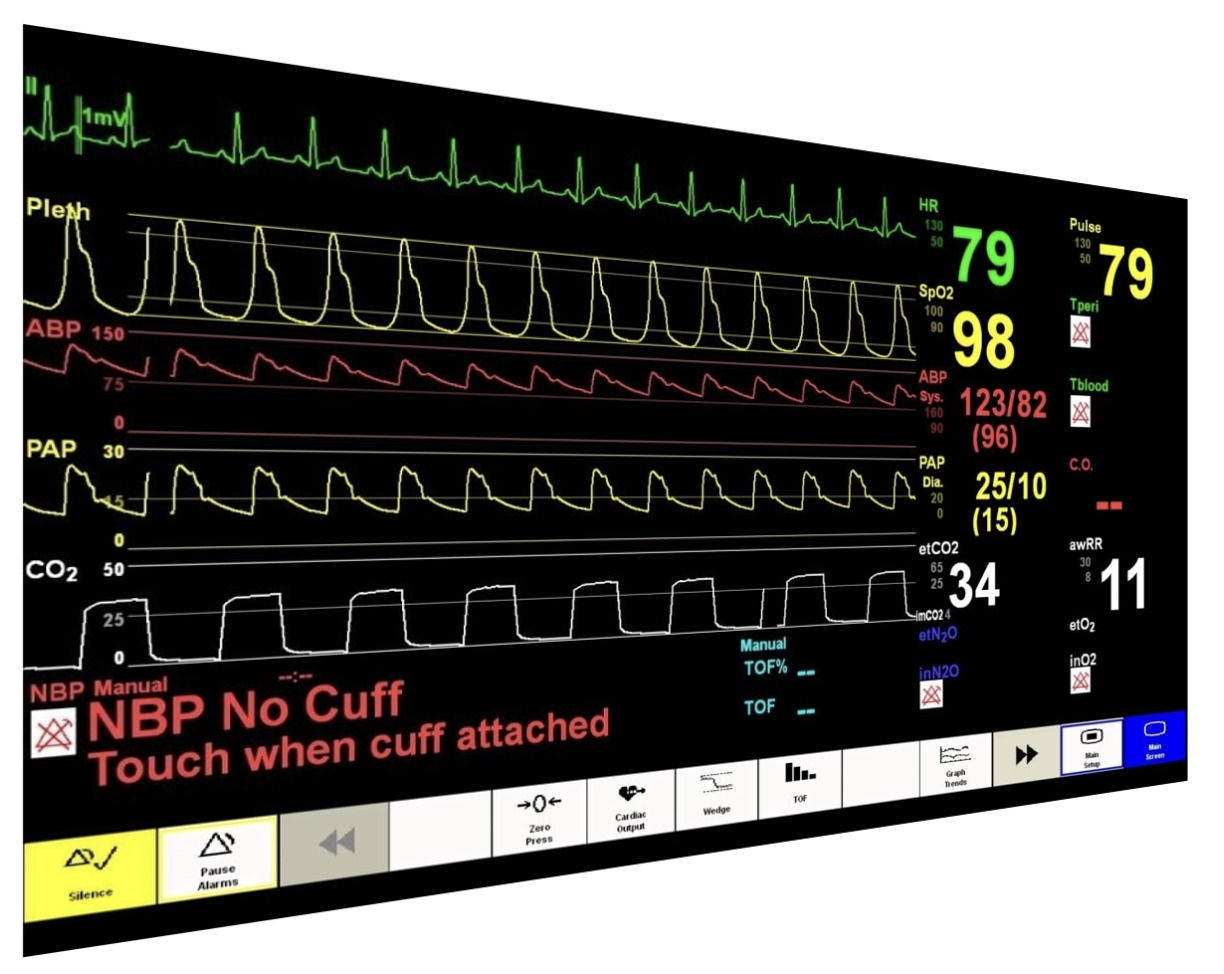 II
1mV
HR
130
50
79
Pulse
130
50
79
Pleth
SpO2
100
90
98
Tperi
ABP 150
75
0
ABP
Sys.
160
90
123/82
(96)
Tblood
PAP 30
15
0
PAP
Dia.
20
0
25/10
(15)
C.O.
--
CO2 50
25
0
etCO2
65
25
34
imCO2 4
awRR
30
8
11
etN2O
etO2
inN2O
inO2
NBP Manual
--:--
NBP No Cuff
Touch when cuff attached
Manual
TOF% --
TOF --
Silence
Pause
Alarms
→0←
Zero
Press
Cardiac
Output
Wedge
TOF
Graph
Trends
Main
Setup
Main
Screen